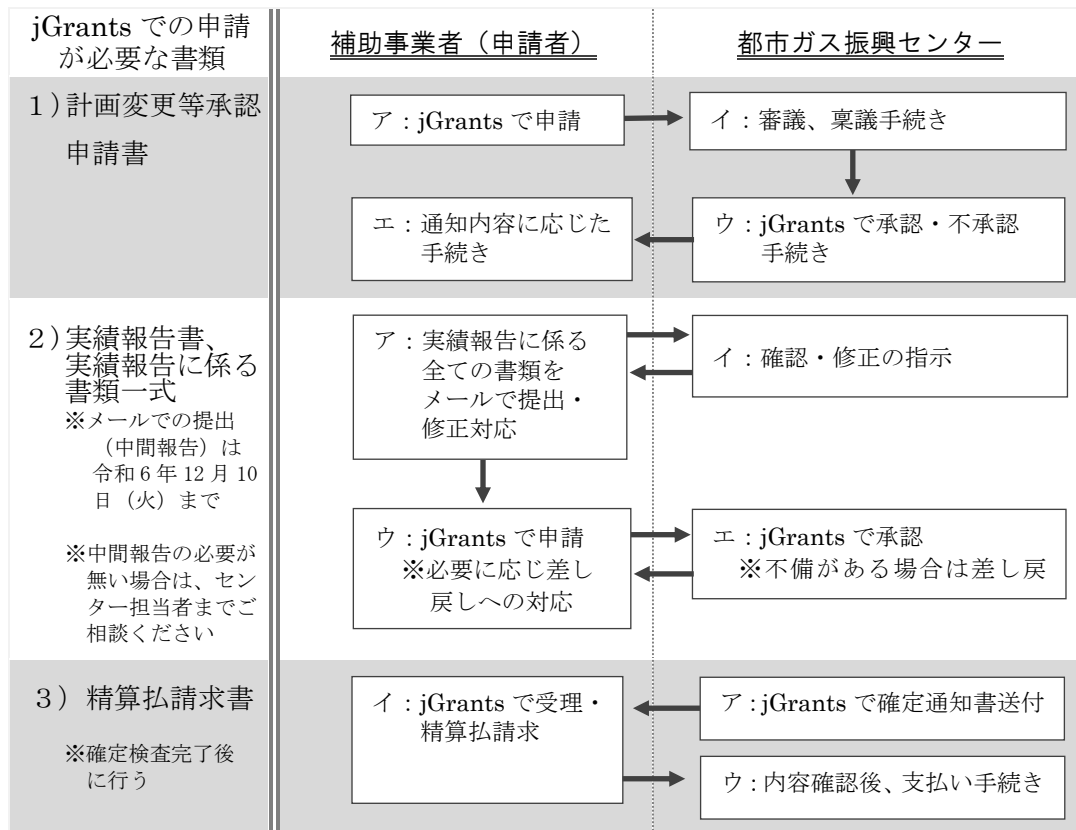 jGrants での申請
が必要な書類
補助事業者（申請者）
都市ガス振興センター
１）計画変更等承認
申請書
ア：jGrants で申請
イ：審議、稟議手続き
エ：通知内容に応じた
手続き
ウ：jGrants で承認・不承認
手続き
２）実績報告書、
実績報告に係る
書類一式
※メールでの提出
（中間報告）は
令和 6 年 12 月 10
日（火）まで
※中間報告の必要が
無い場合は、セン
ター担当者までご
相談ください
ア：実績報告に係る
全ての書類を
メールで提出・
修正対応
イ：確認・修正の指示
ウ：jGrants で申請
※必要に応じ差し
戻しへの対応
エ：jGrants で承認
※不備がある場合は差し戻
３） 精算払請求書
※確定検査完了後
に行う
イ：jGrants で受理・
精算払請求
ア：jGrants で確定通知書送付
ウ：内容確認後、支払い手続き